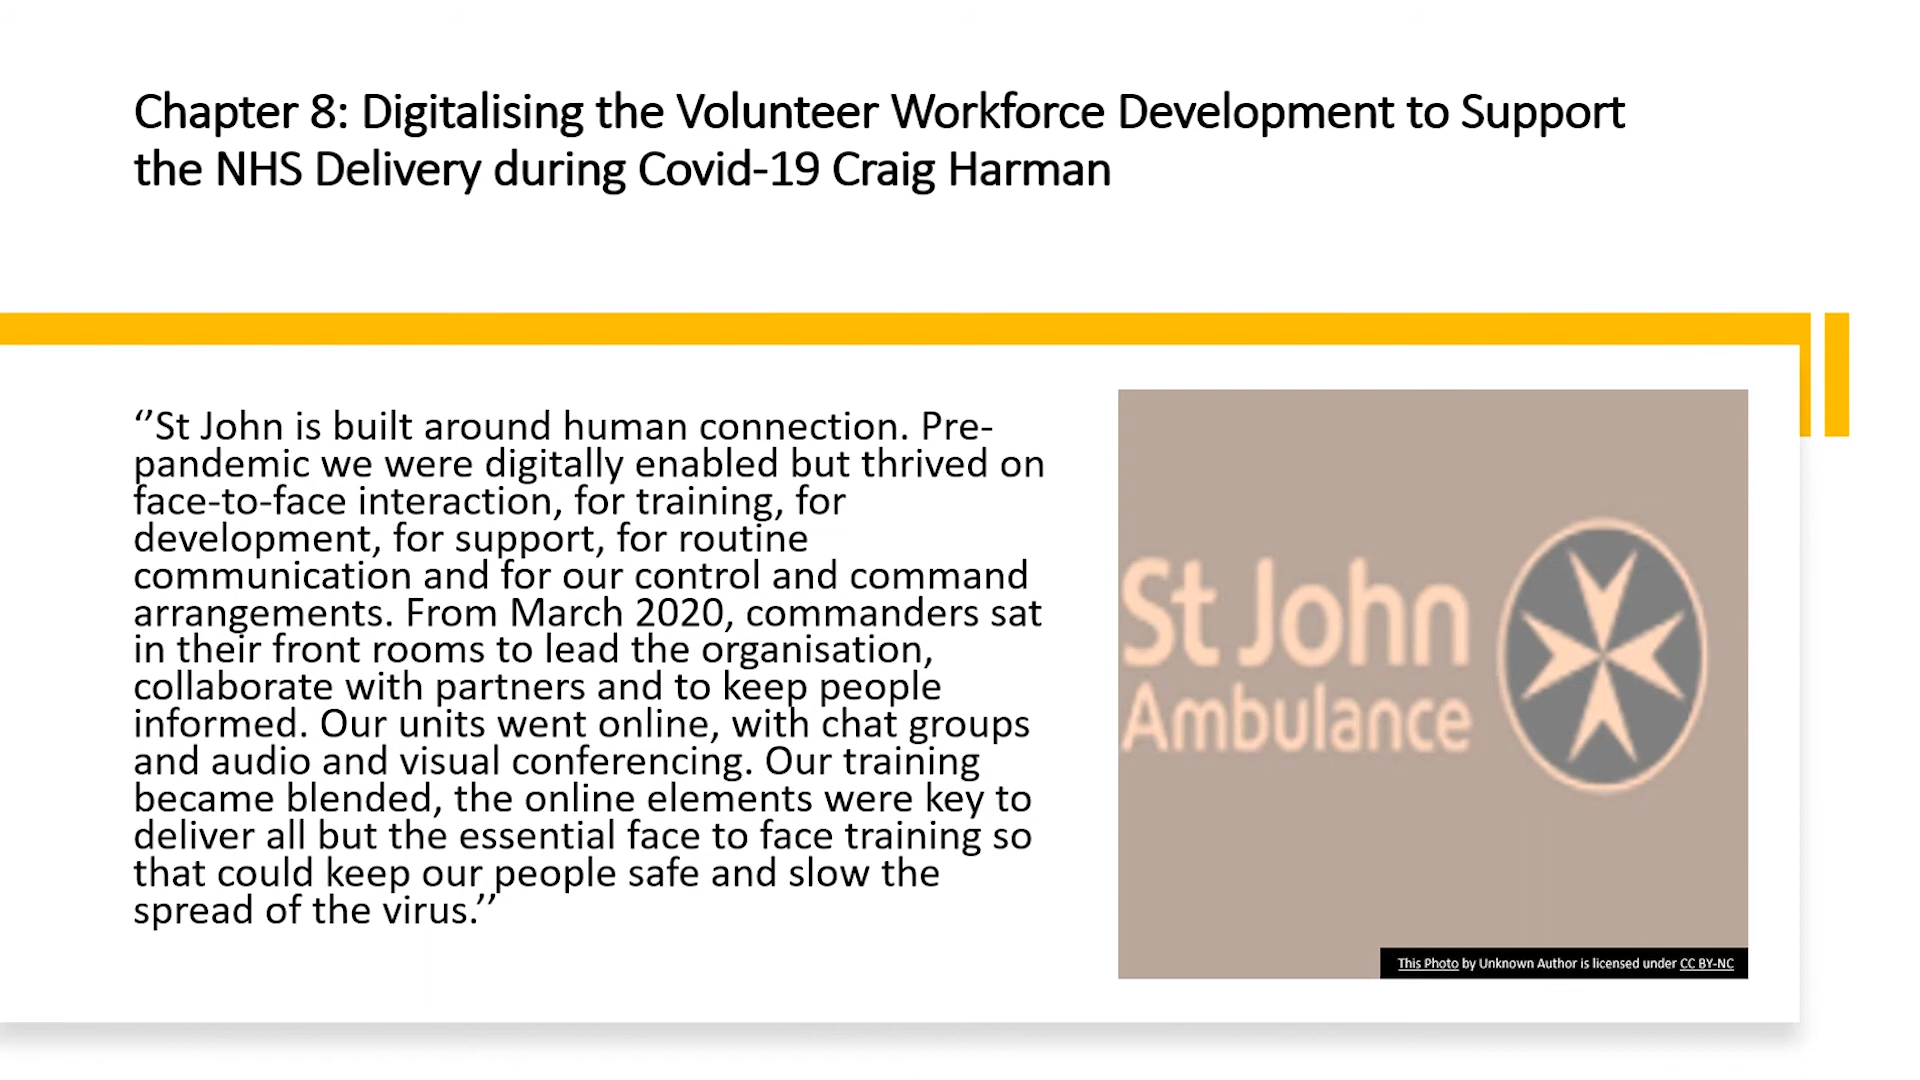 Chapter 8: Digitalising the Volunteer Workforce Development to Support
the NHS Delivery during Covid-19 Craig Harman
‘’St John is built around human connection. Pre-
pandemic we were digitally enabled but thrived on
face-to-face interaction, for training, for
development, for support, for routine
communication and for our control and command
arrangements. From March 2020, commanders sat
in their front rooms to lead the organisation,
collaborate with partners and to keep people
informed. Our units went online, with chat groups
and audio and visual conferencing. Our training
became blended, the online elements were key to
deliver all but the essential face to face training so
that could keep our people safe and slow the
spread of the virus.’’
St John
Ambulance
This Photo by Unknown Author is licensed under CC BY-NC